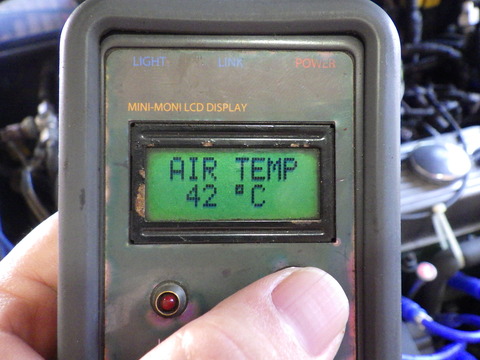 LIGHT LINK POWER
MINI-MONI LCD DISPLAY
AIR TEMP
42 °C